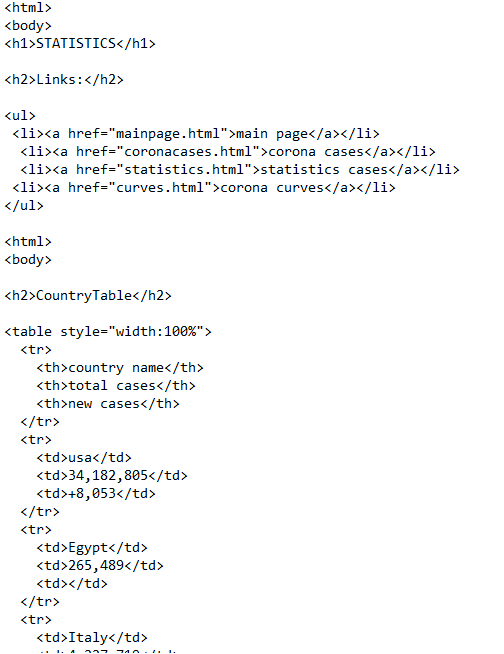 <html>
<body>
<h1>STATISTICS</h1>
<h2>Links:</h2>
<ul>
<li><a href="mainpage.html">main page</a></li>
<li><a href="coronacases.html">corona cases</a></li>
<li><a href="statistics.html">statistics cases</a></li>
<li><a href="curves.html">corona curves</a></li>
</ul>
<html>
<body>
<h2>CountryTable</h2>
<table style="width:100%">
<tr>
<th>country name</th>
<th>total cases</th>
<th>new cases</th>
</tr>
<tr>
<td>usa</td>
<td>34,182,805</td>
<td>+8,053</td>
</tr>
<tr>
<td>Egypt</td>
<td>265,489</td>
<td></td>
</tr>
<tr>
<td>Italy</td>